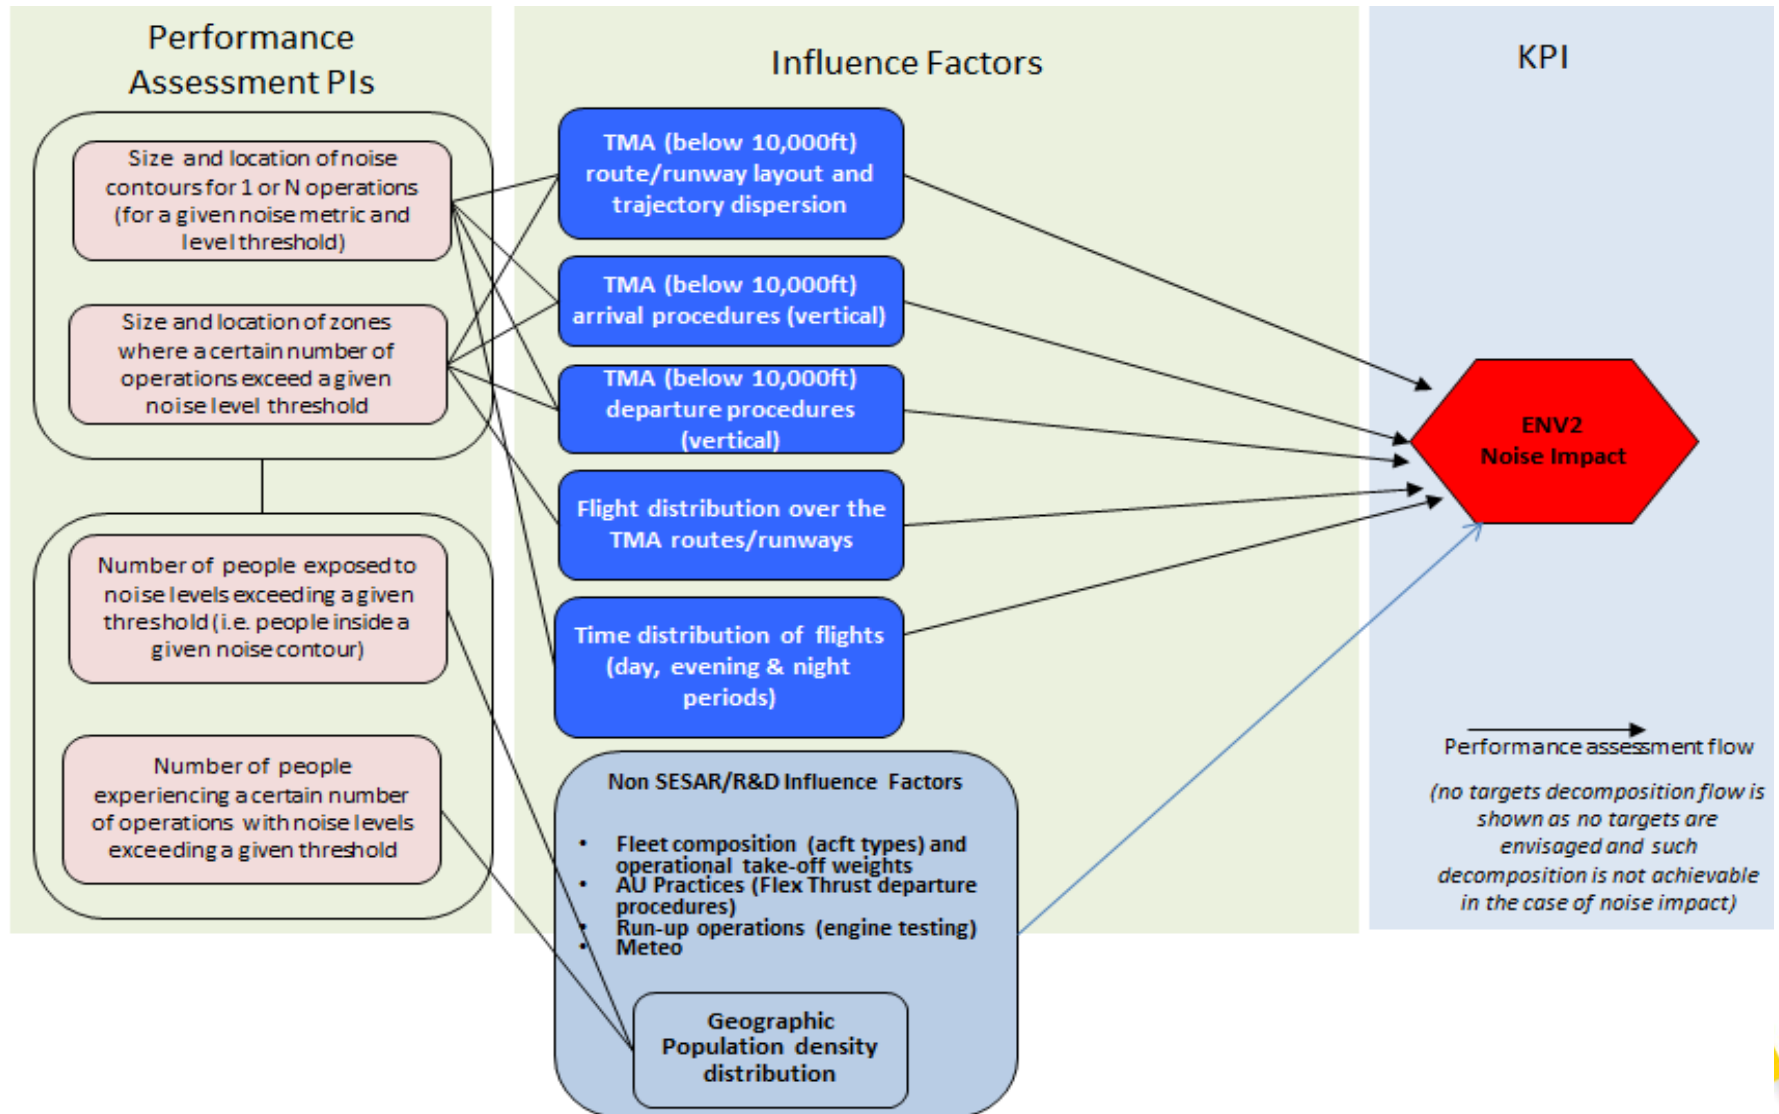 Performance
Assessment PIs
Size and location of noise
contours for 1 or N operations
(for a given noise metric and
level threshold)
Size and location of zones
where a certain number of
operations exceed a given
noise level threshold
Number of people exposed to
noise levels exceeding a given
threshold (i.e. people inside a
given noise contour)
Number of people
experiencing a certain number
of operations with noise levels
exceeding a given threshold
Influence Factors
TMA (below 10,000ft)
route/runway layout and
trajectory dispersion
TMA (below 10,000ft)
arrival procedures (vertical)
TMA (below 10,000ft)
departure procedures
(vertical)
Flight distribution over the
TMA routes/runways
Time distribution of flights
(day, evening & night
periods)
Non SESAR/R&D Influence Factors
• Fleet composition (acft types) and
operational take-off weights
• AU Practices (Flex Thrust departure
procedures)
• Run-up operations (engine testing)
• Meteo
Geographic
Population density
distribution
KPI
ENV2
Noise Impact
Performance assessment flow
(no targets decomposition flow is
shown as no targets are
envisaged and such
decomposition is not achievable
in the case of noise impact)